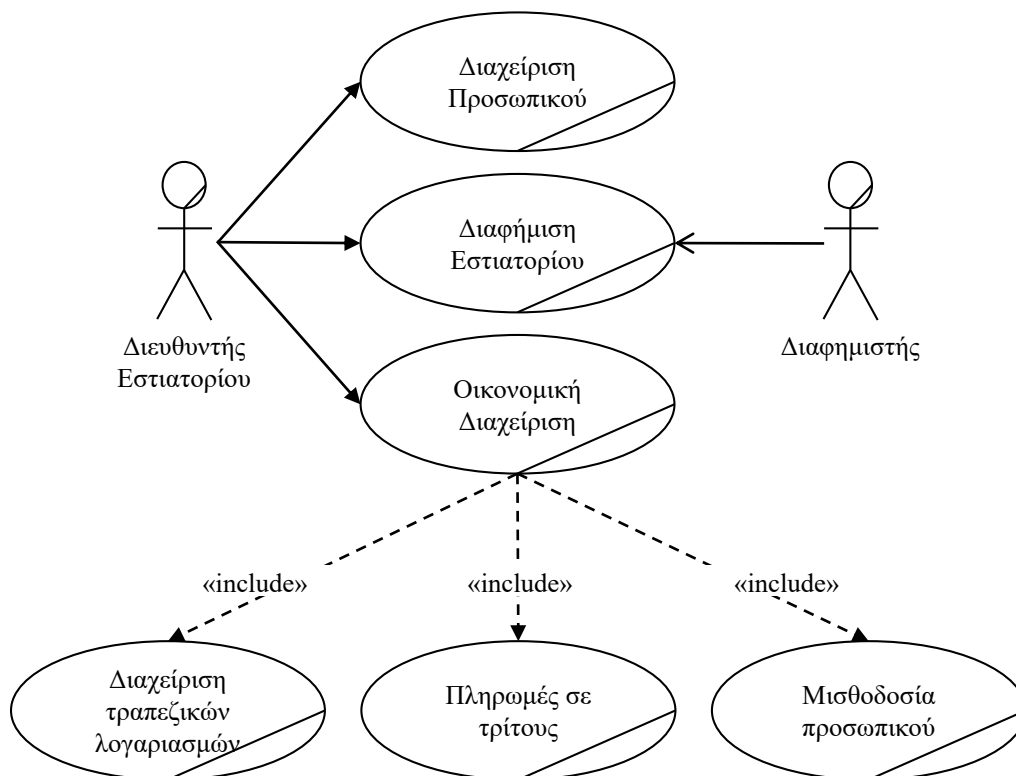 Διαχείριση
Προσωπικού
Διαφήμιση
Εστιατορίου
Διευθυντής
Εστιατορίου
Διαφημιστής
Οικονομική
Διαχείριση
«include»
«include»
«include»
Διαχείριση
τραπεζικών
λογαριασμών
Πληρωμές σε
τρίτους
Μισθοδοσία
προσωπικού